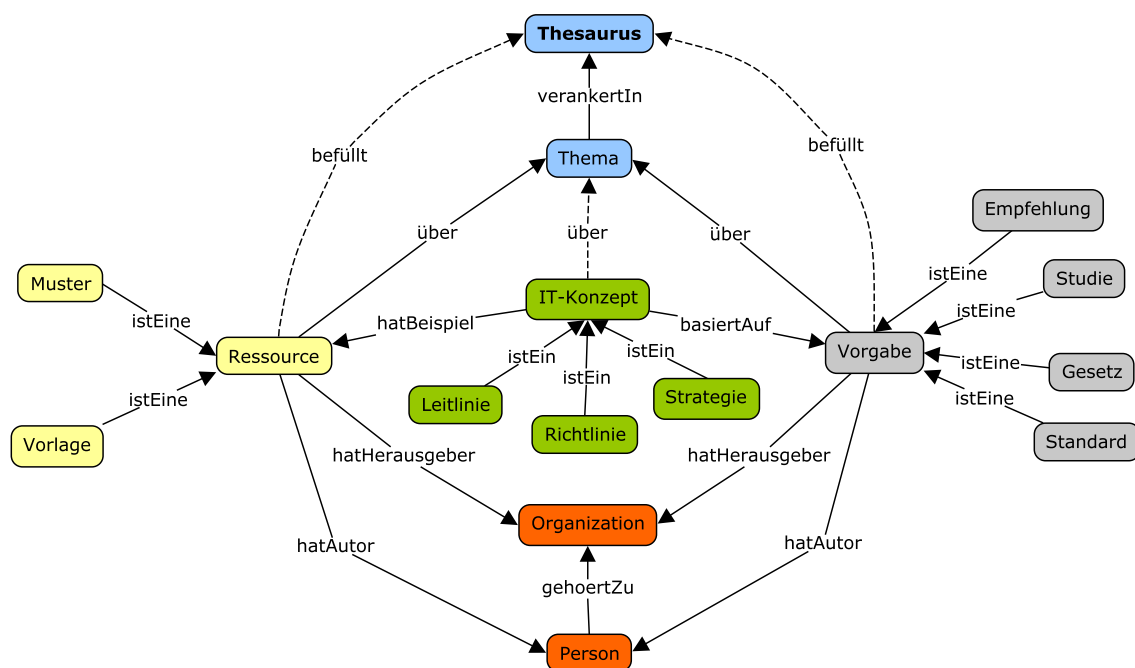 Thesaurus
verankertIn
befüllt
befüllt
Thema
Empfehlung
über
über
über
istEine
Studie
Muster
IT-Konzept
istEine
istEine
hatBeispiel
basiertAuf
Ressource
istEin
istEin
Vorgabe
istEine
Gesetz
istEin
istEine
Leitlinie
Strategie
istEine
Vorlage
Richtlinie
Standard
hatHerausgeber
hatHerausgeber
Organization
hatAutor
hatAutor
gehoertZu
Person